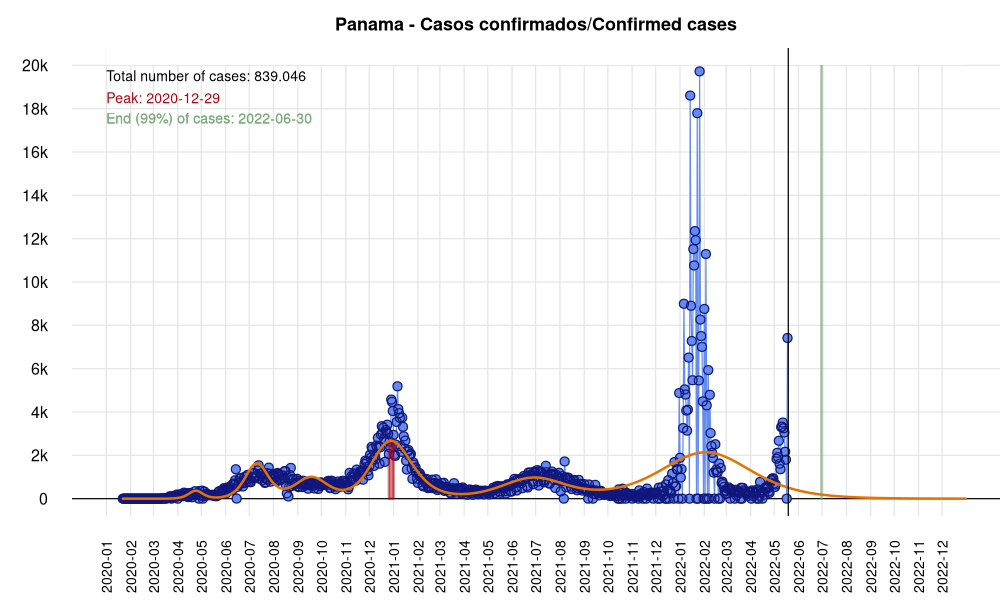 Panama - Casos confirmados/Confirmed cases
Total number of cases: 839.046
Peak: 2020-12-29
End (99%) of cases: 2022-06-30
20k
18k
16k
14k
12k
10k
8k
6k
4k
2k
0
2020-01
2020-02
2020-03
2020-04
2020-05
2020-06
2020-07
2020-08
2020-09
2020-10
2020-11
2020-12
2021-01
2021-02
2021-03
2021-04
2021-05
2021-06
2021-07
2021-08
2021-09
2021-10
2021-11
2021-12
2022-01
2022-02
2022-03
2022-04
2022-05
2022-06
2022-07
2022-08
2022-09
2022-10
2022-11
2022-12